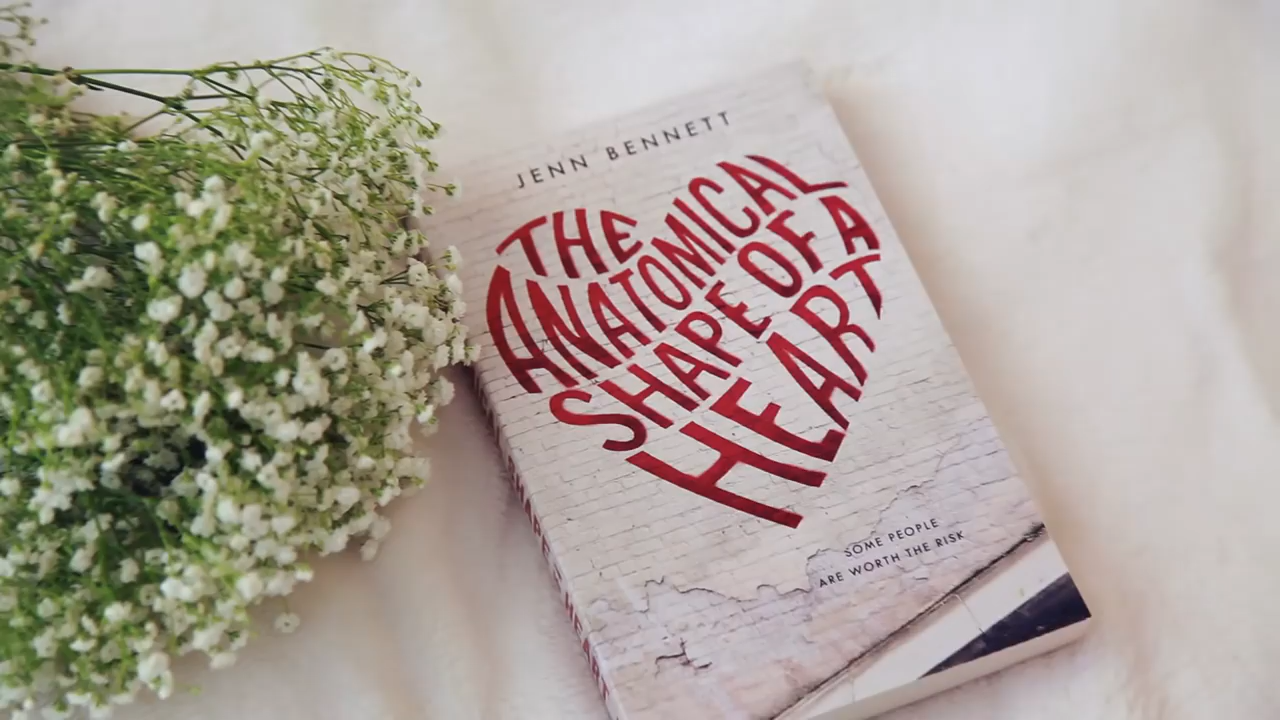 JENN BENNETT
THE
ANATOMICAL
SHAPE OF A
HEART
SOME PEOPLE
ARE WORTH THE RISK